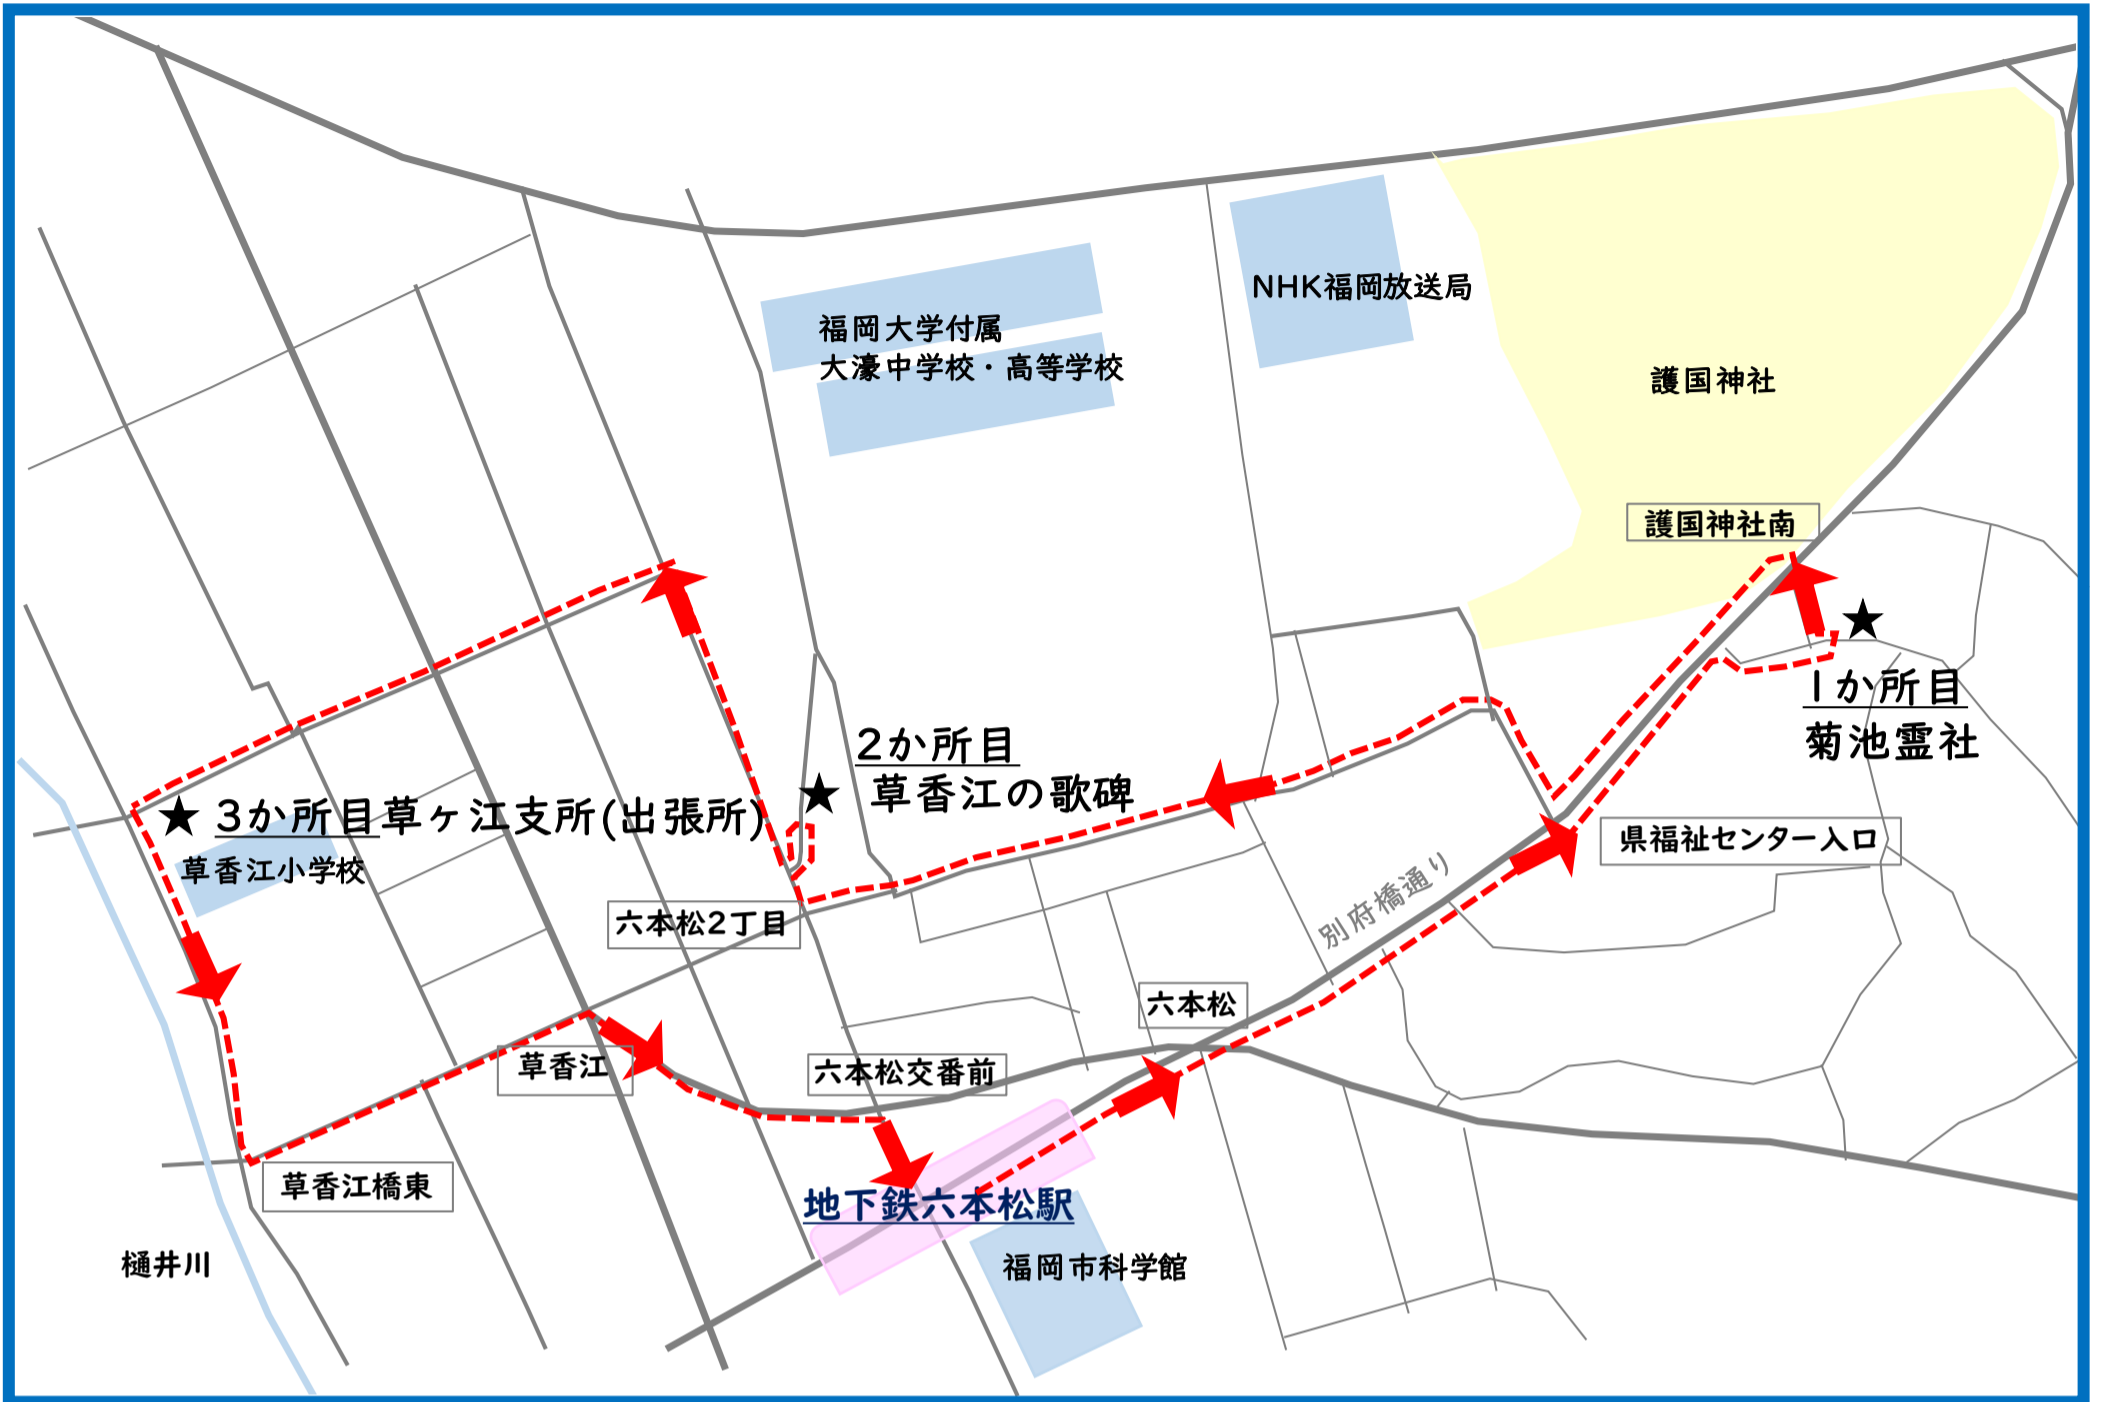 NHK福岡放送局
福岡大学付属
大濠中学校・高等学校
護国神社
護国神社南
1か所目
菊池霊社
2か所目
草香江の歌碑
3か所目草ヶ江支所(出張所)
草香江小学校
県福祉センター入口
別府橋通り
六本松2丁目
六本松
草香江
六本松交番前
草香江橋東
地下鉄六本松駅
樋井川
福岡市科学館